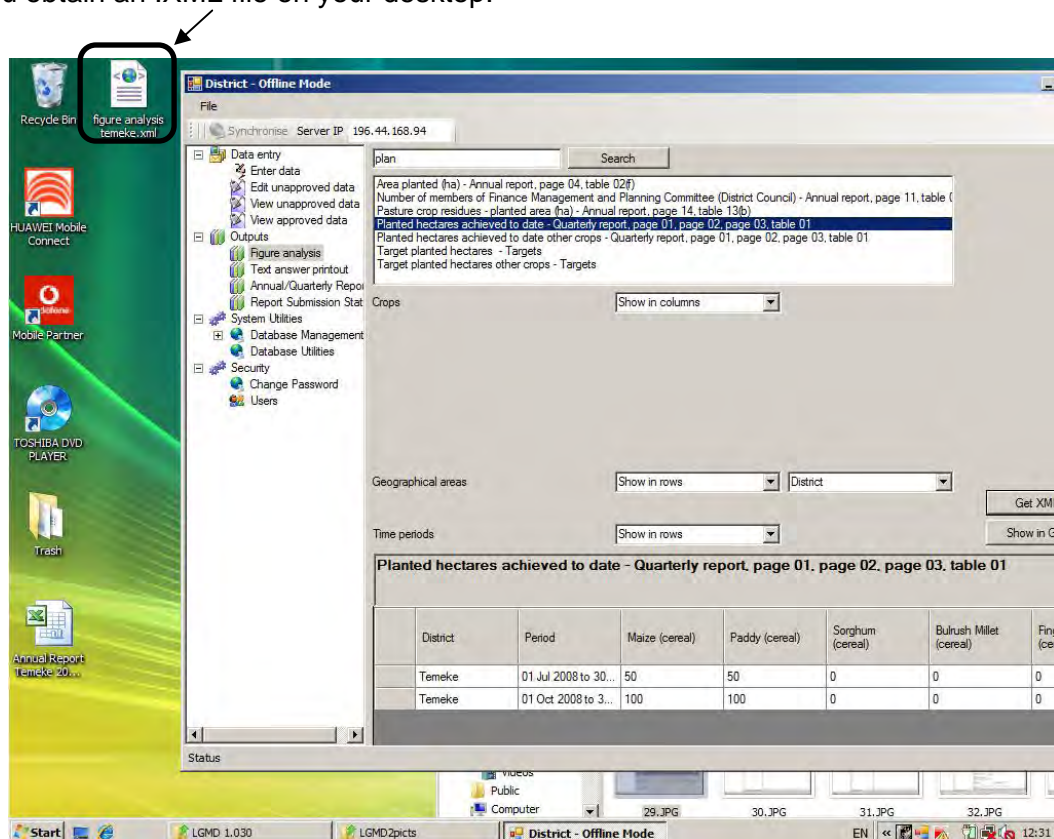 obtain an .XML file on your desktop.
Recycle Bin
figure analysis
temeke.xml
HUAWEI Mobile
Connect
Mobile Partner
TOSHIBA DVD
PLAYER
Trash
Annual Report
Temeke 20...
District - Offline Mode
File
Synchronise Server IP 196.44.168.94
Data entry
Enter data
Edit unapproved data
View unapproved data
View approved data
Outputs
Figure analysis
Text answer printout
Annual/Quarterly Repo
Report Submission Stat
System Utilities
Database Management
Database Utilities
Security
Change Password
Users
plan Search
Area planted (ha) - Annual report, page 04, table 02(f)
Number of members of Finance Management and Planning Committee (District Council) - Annual report, page 11, table (
Pasture crop residues - planted area (ha) - Annual report, page 14, table 13(b)
Planted hectares achieved to date - Quarterly report, page 01, page 02, page 03, table 01
Planted hectares achieved to date other crops - Quarterly report, page 01, page 02, page 03, table 01
Target planted hectares - Targets
Target planted hectares other crops - Targets
Crops Show in columns
Geographical areas Show in rows District
Get XM
Time periods Show in rows
Show in G
Planted hectares achieved to date - Quarterly report, page 01, page 02, page 03, table 01
District Period Maize (cereal) Paddy (cereal) Sorghum (cereal) Bulrush Millet (cereal) Fin (ce
Temeke 01 Jul 2008 to 30... 50 50 0 0 0
Temeke 01 Oct 2008 to 3... 100 100 0 0 0
Status
Videos
Public
Computer
29.JPG 30.JPG 31.JPG 32.JPG
Start LGMD 1.030 LGMD2picts District - Offline Mode EN « 12:31